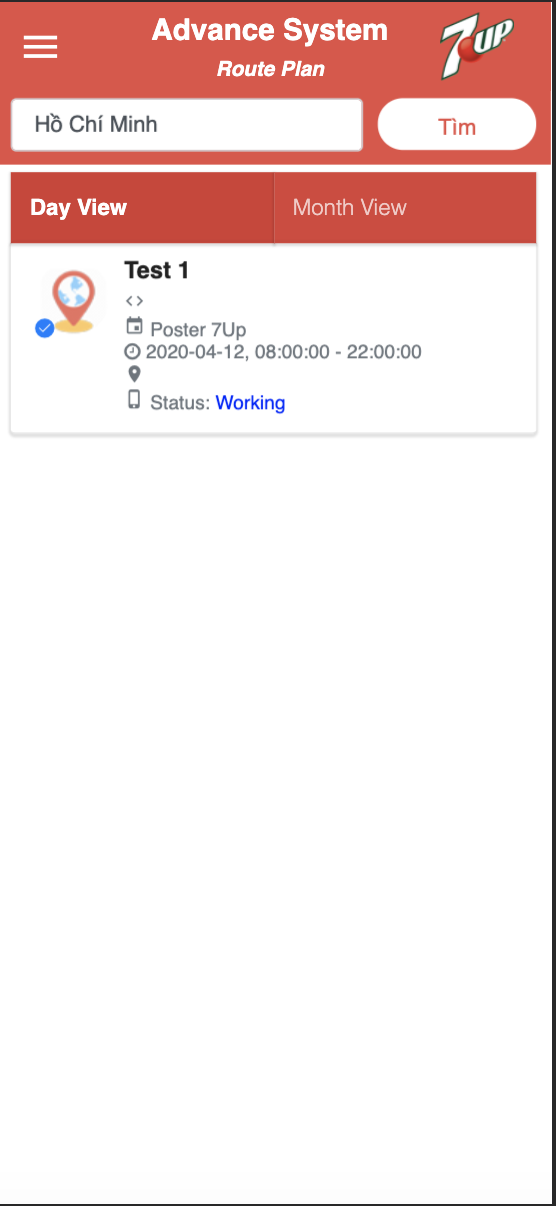 Advance System
Route Plan
7UP
Hồ Chí Minh
Tìm
Day View
Month View
Test 1
<>
Poster 7Up
2020-04-12, 08:00:00 - 22:00:00
Status: Working